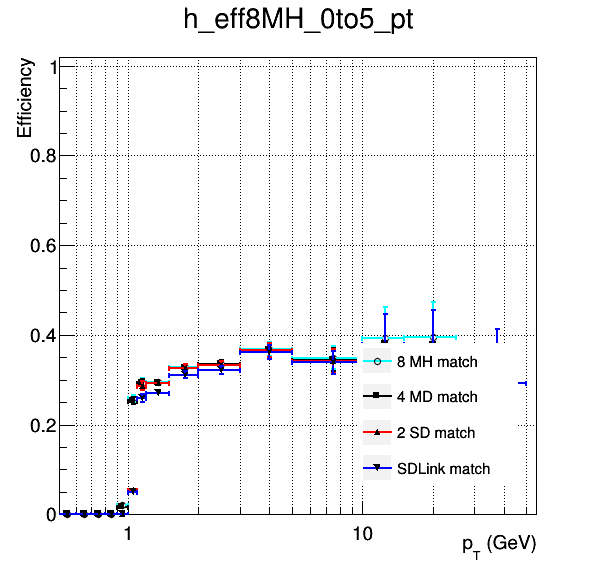 h_eff8MH_0to5_pt
Efficiency
1
0.8
0.6
0.4
0.2
0
8 MH match
4 MD match
2 SD match
SDLink match
1
10
p_T (GeV)